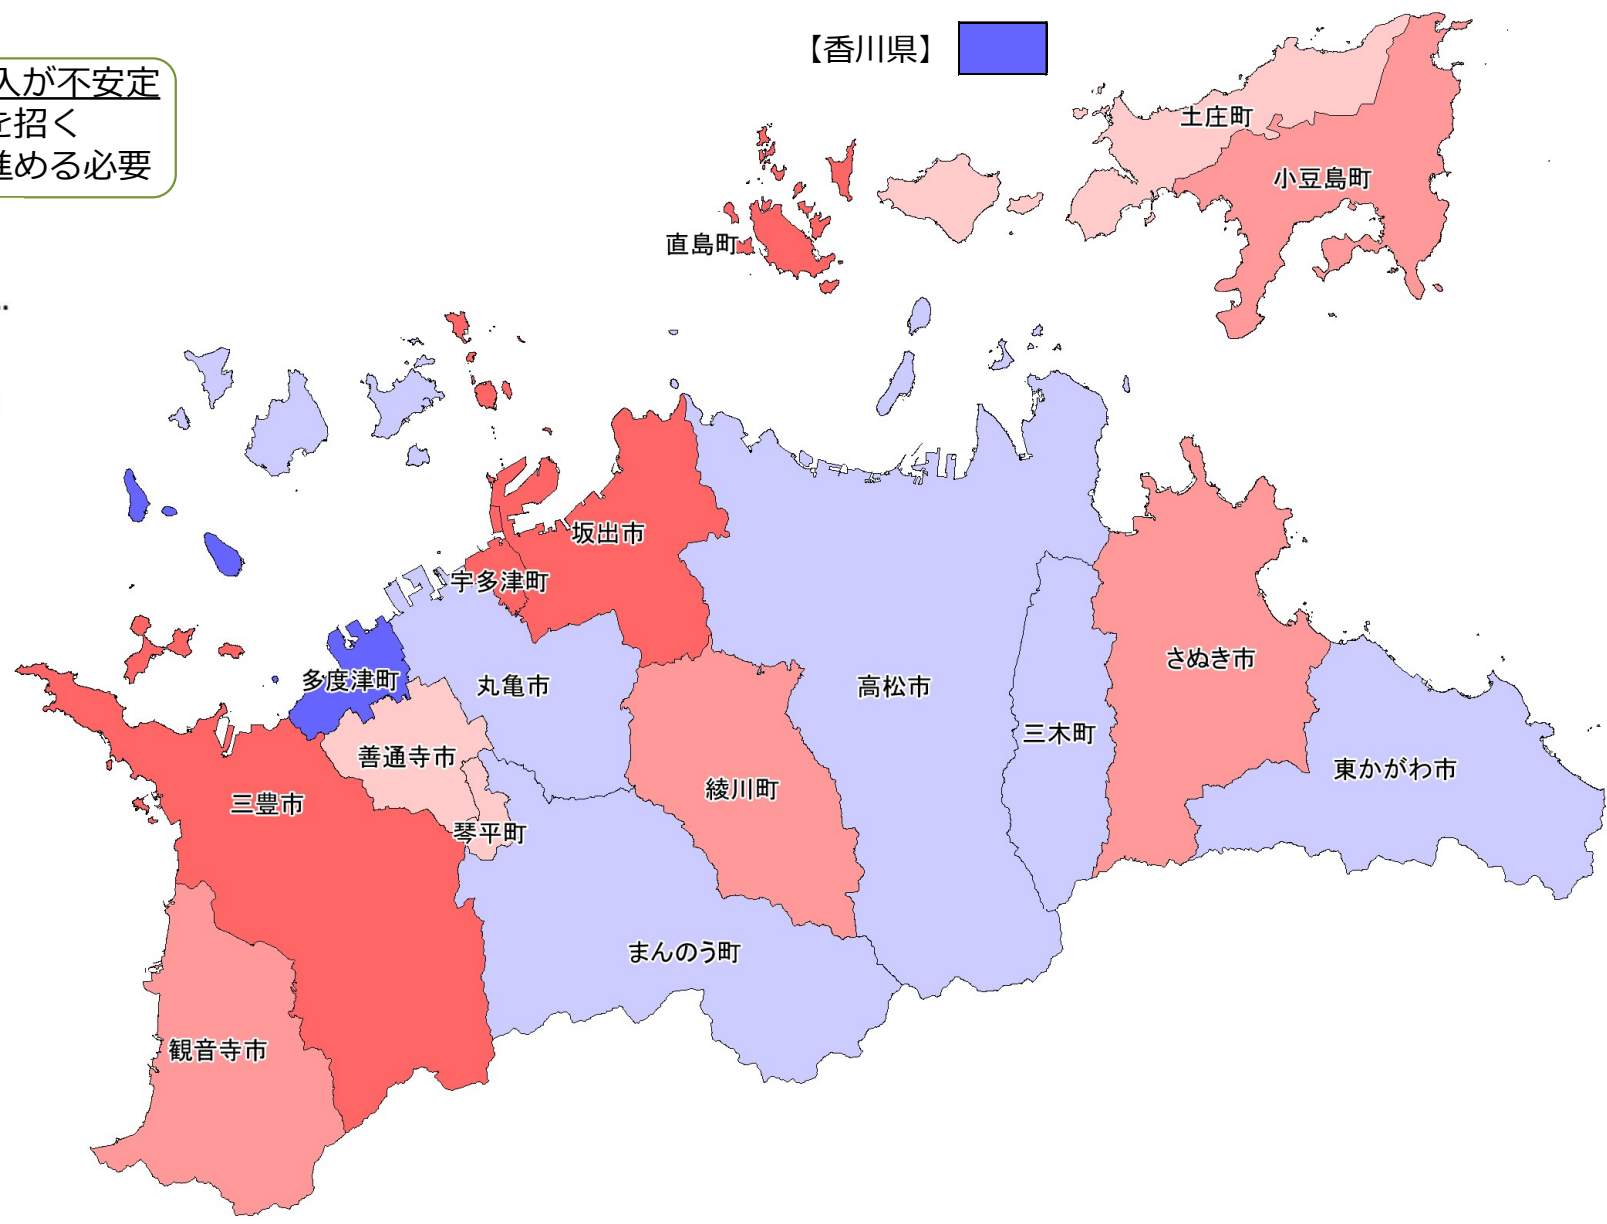 【香川県】
入が不安定
を招く
進める必要
土庄町
小豆島町
直島町
坂出市
宇多津町
さぬき市
多度津町
丸亀市
高松市
三木町
善通寺市
東かがわ市
綾川町
三豊市
琴平町
まんのう町
観音寺市